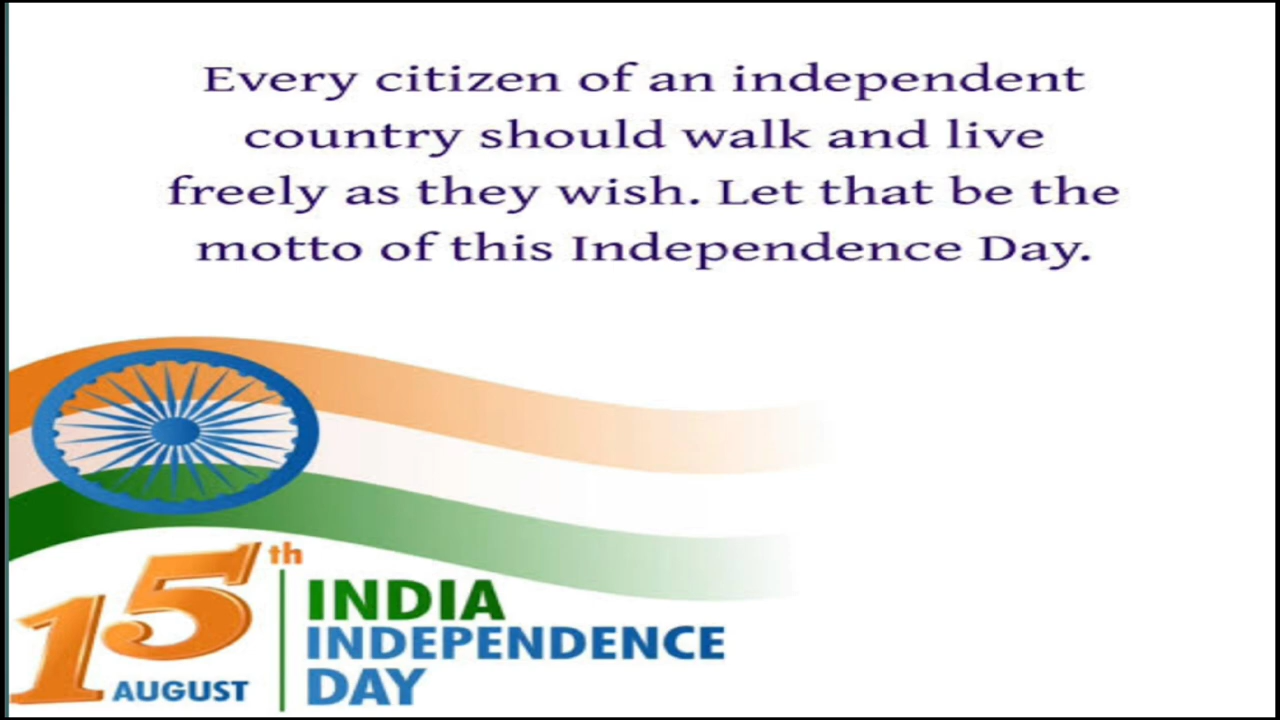 Every citizen of an independent
country should walk and live
freely as they wish. Let that be the
motto of this Independence Day.
15th
AUGUST
INDIA
INDEPENDENCE
DAY